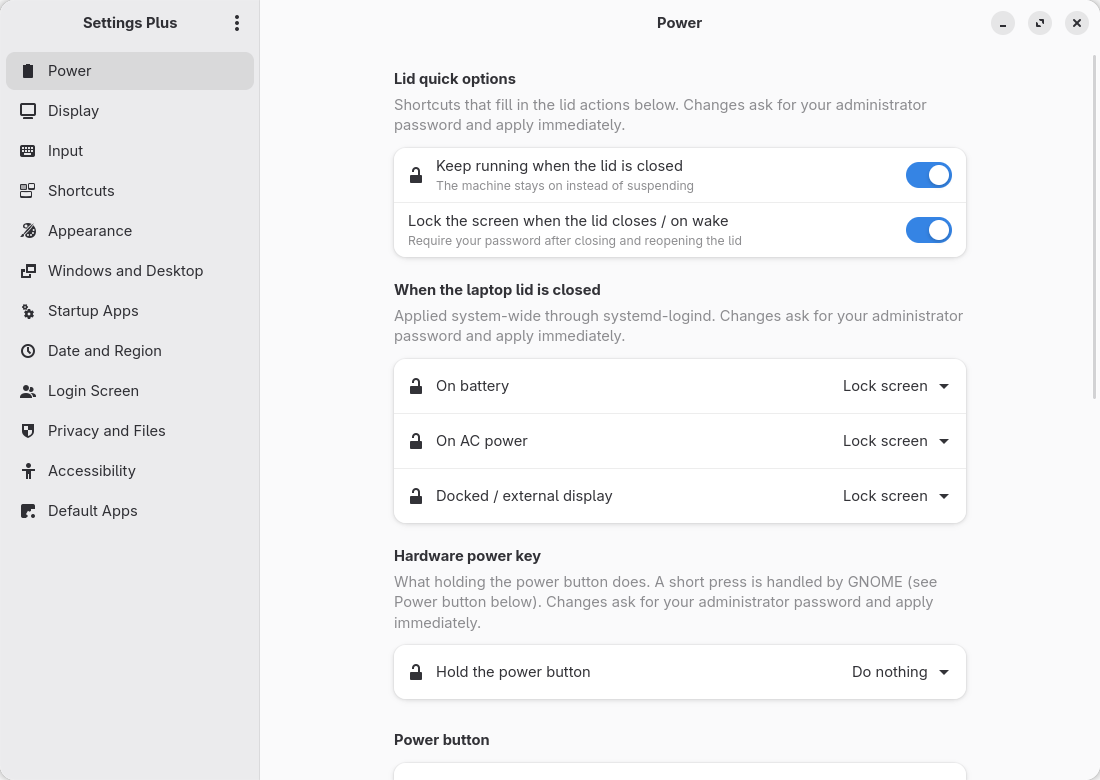 Settings Plus
Power
Display
Input
Shortcuts
Appearance
Windows and Desktop
Startup Apps
Date and Region
Login Screen
Privacy and Files
Accessibility
Default Apps
Power
Lid quick options
Shortcuts that fill in the lid actions below. Changes ask for your administrator
password and apply immediately.
Keep running when the lid is closed
The machine stays on instead of suspending
Lock the screen when the lid closes / on wake
Require your password after closing and reopening the lid
When the laptop lid is closed
Applied system-wide through systemd-logind. Changes ask for your administrator
password and apply immediately.
On battery Lock screen
On AC power Lock screen
Docked / external display Lock screen
Hardware power key
What holding the power button does. A short press is handled by GNOME (see
Power button below). Changes ask for your administrator password and apply
immediately.
Hold the power button Do nothing
Power button